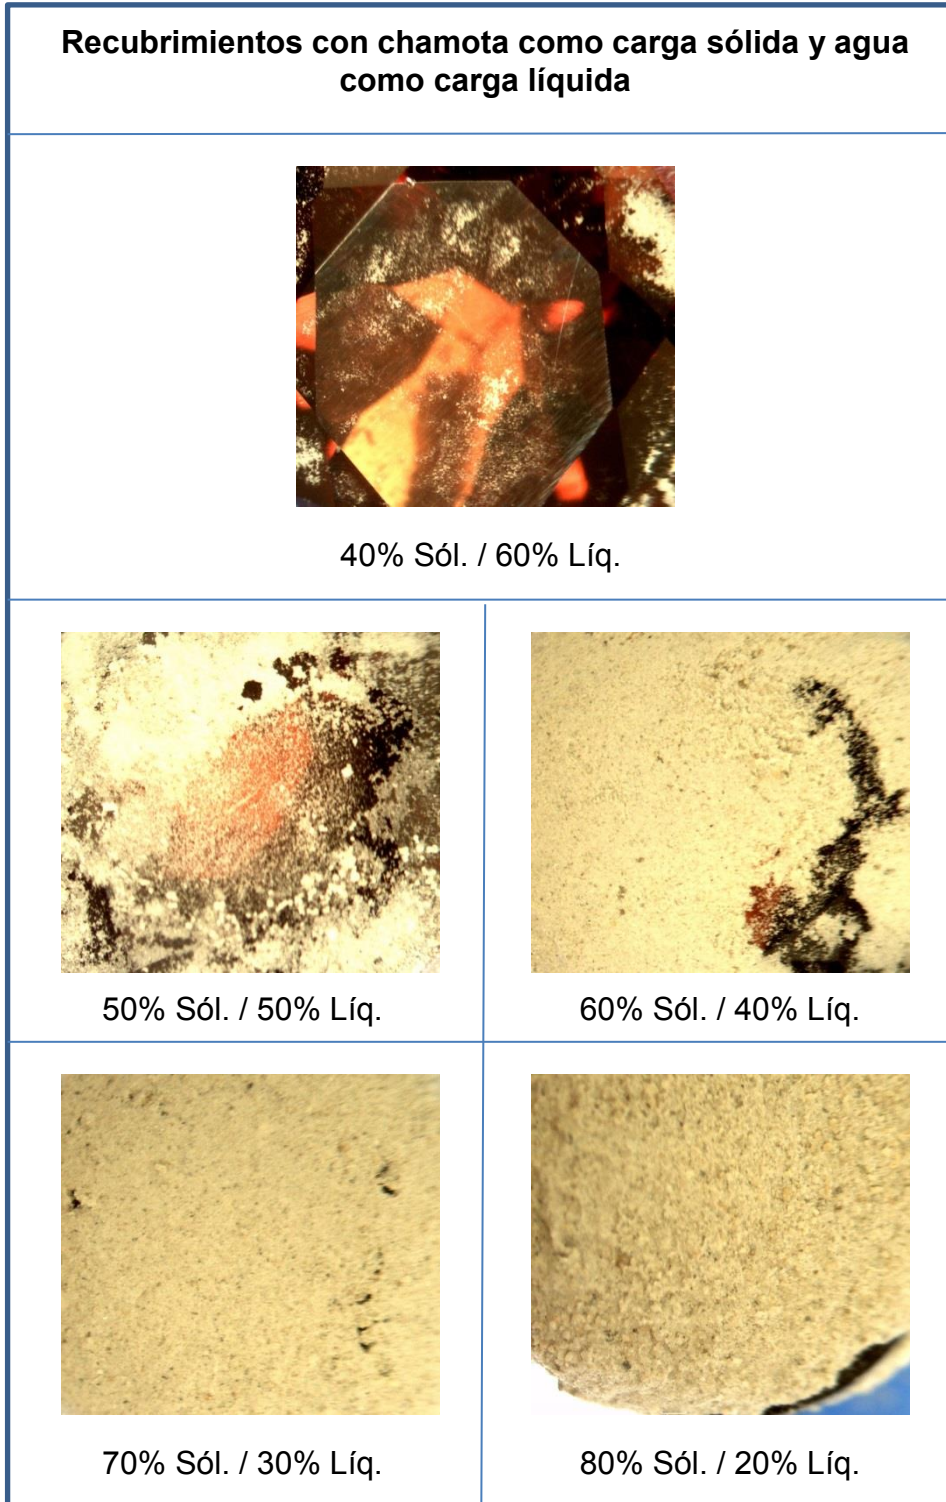 Recubrimientos con chamota como carga sólida y agua
como carga líquida
40% Sól. / 60% Líq.
50% Sól. / 50% Líq.
60% Sól. / 40% Líq.
70% Sól. / 30% Líq.
80% Sól. / 20% Líq.